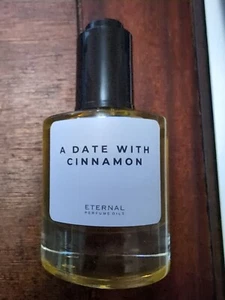 A DATE WITH
CINNAMON
ETERNAL
PERFUME OILS